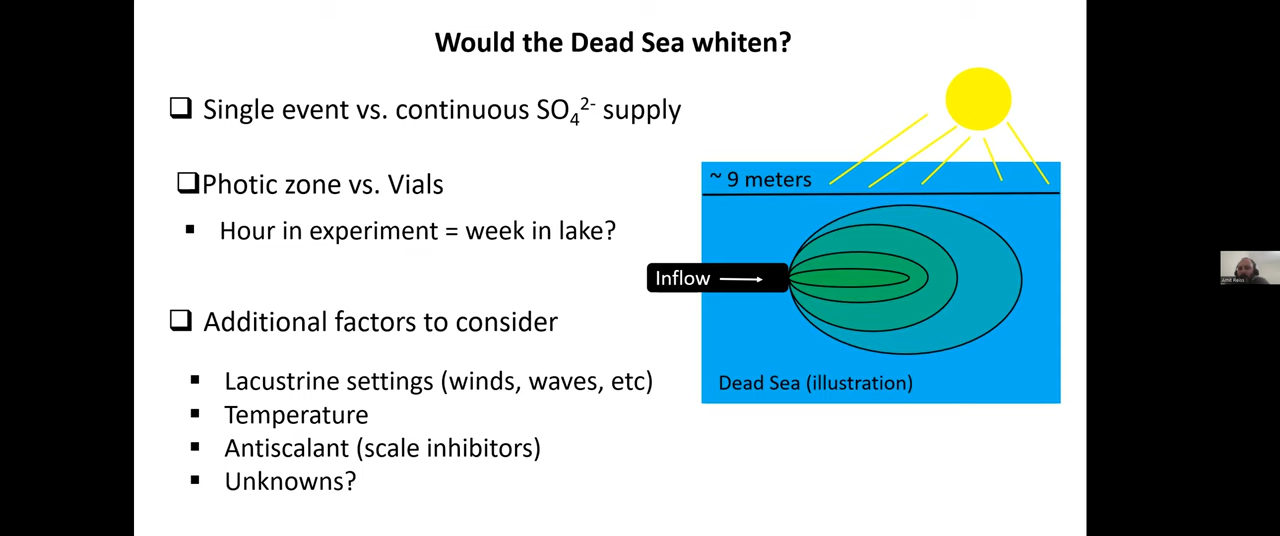 Would the Dead Sea whiten?
❑ Single event vs. continuous SO₄²⁻ supply
❑Photic zone vs. Vials
▪ Hour in experiment = week in lake?
❑ Additional factors to consider
▪ Lacustrine settings (winds, waves, etc)
▪ Temperature
▪ Antiscalant (scale inhibitors)
▪ Unknowns?
~ 9 meters
Inflow
Dead Sea (illustration)
Amit Reiss